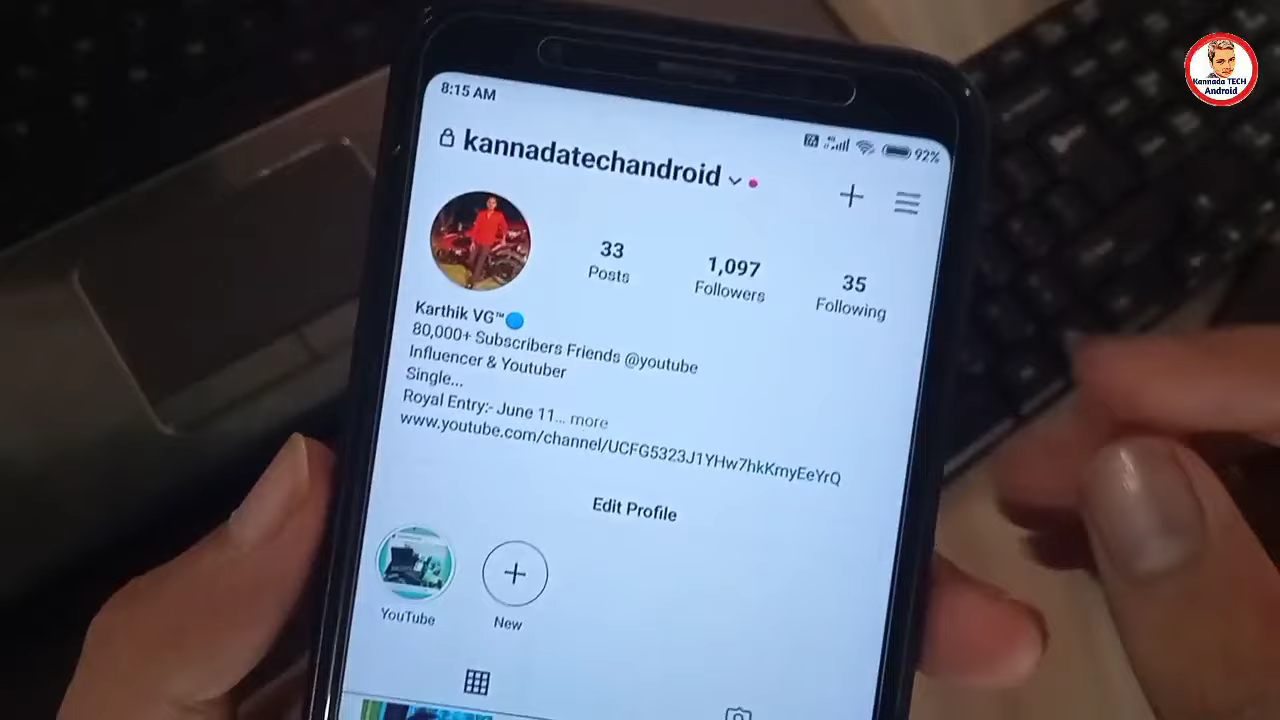 Kannada TECH
Android
8:15 AM
92%
kannadatechandroid
33
Posts
1,097
Followers
35
Following
Karthik VG™
80,000+ Subscribers Friends @youtube
Influencer & Youtuber
Single...
Royal Entry:- June 11... more
www.youtube.com/channel/UCFG5323J1YHw7hkKmyEeYrQ
Edit Profile
YouTube
New